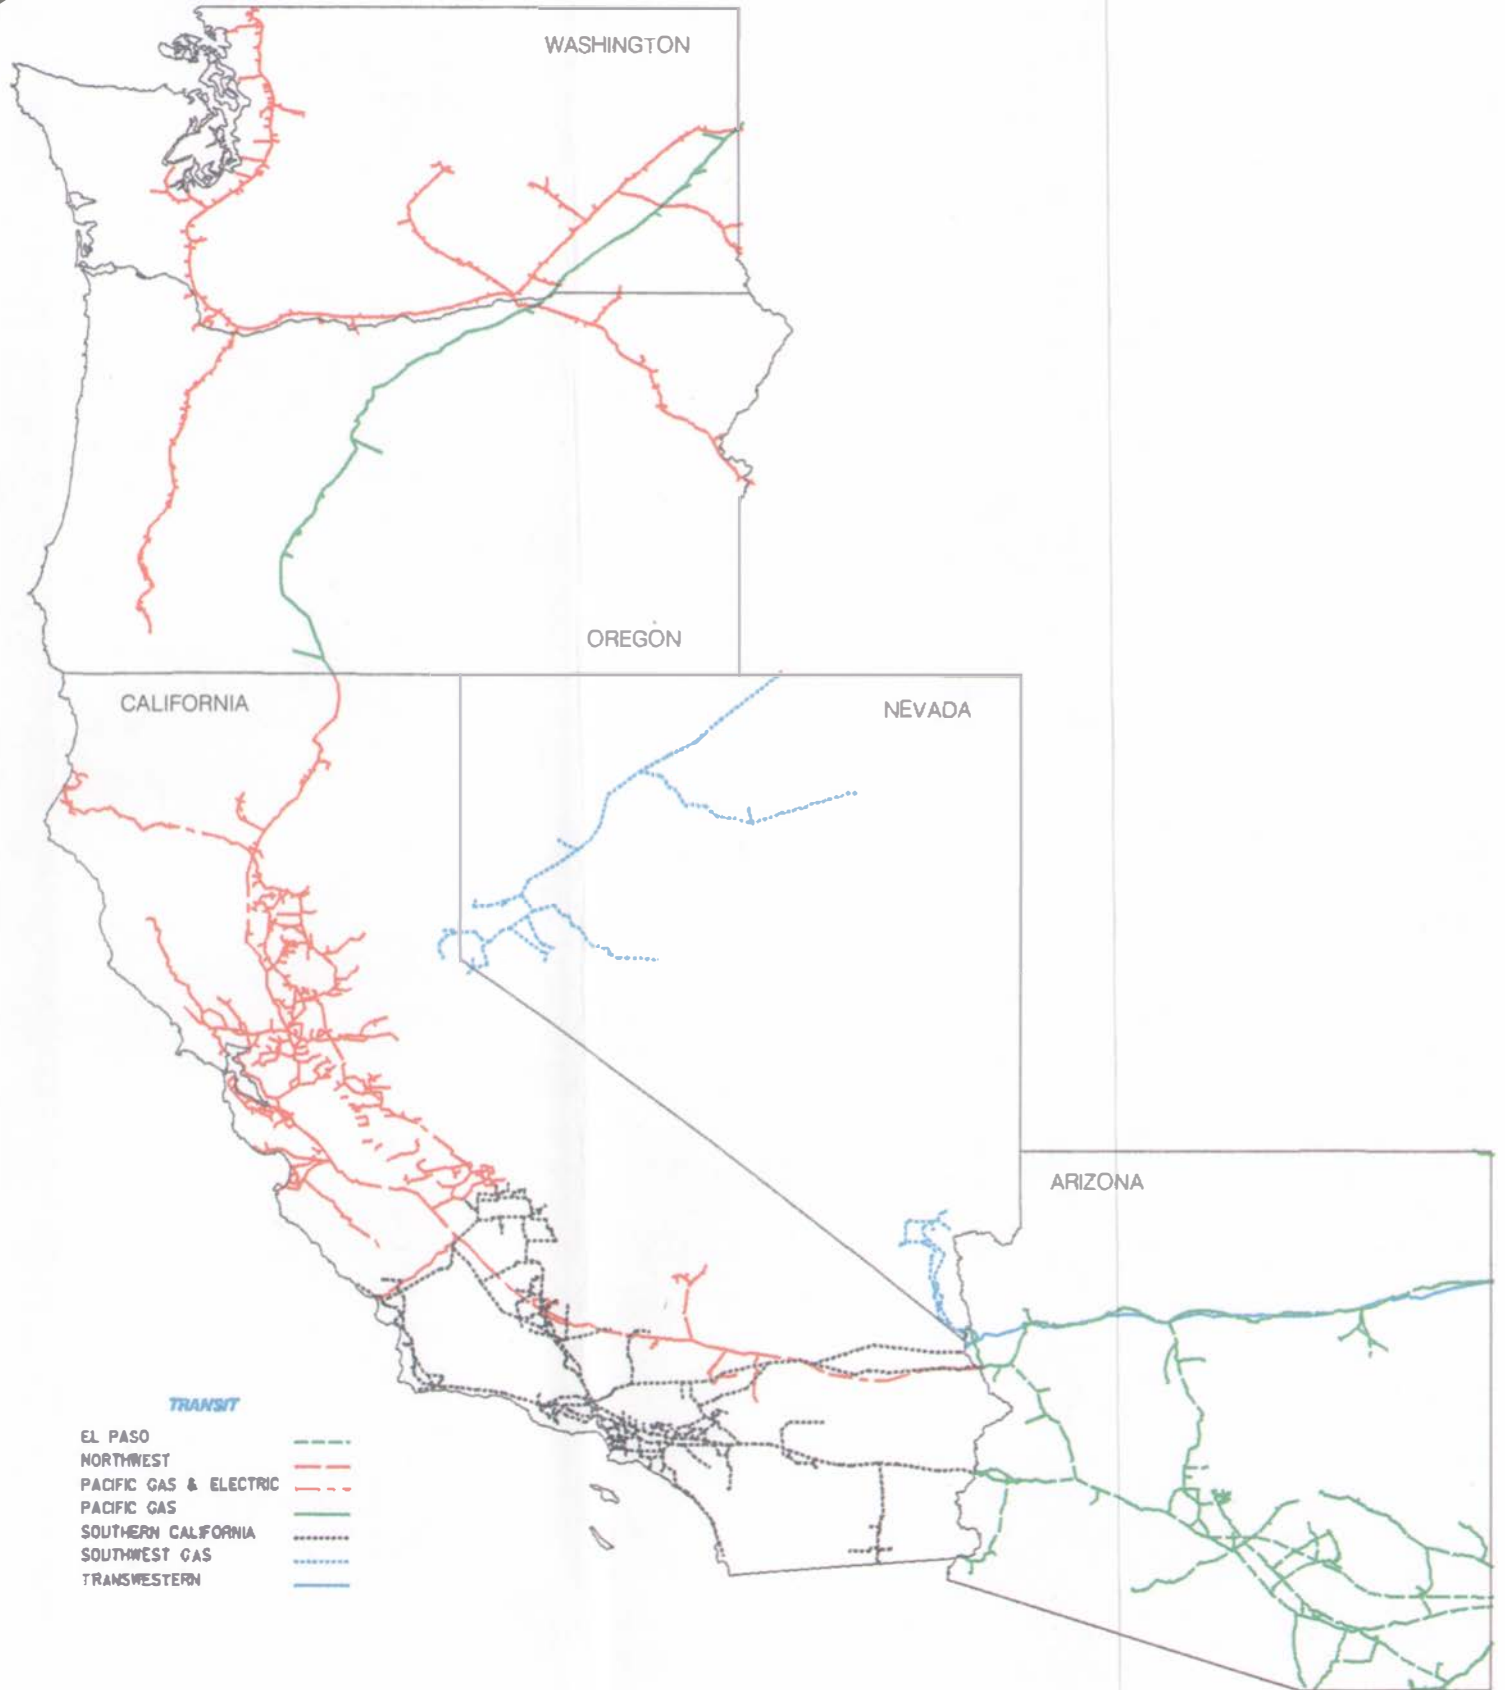 WASHINGTON
OREGON
CALIFORNIA
NEVADA
ARIZONA
TRANSIT
EL PASO
NORTHWEST
PACIFIC GAS & ELECTRIC
PACIFIC GAS
SOUTHERN CALIFORNIA
SOUTHWEST GAS
TRANSWESTERN